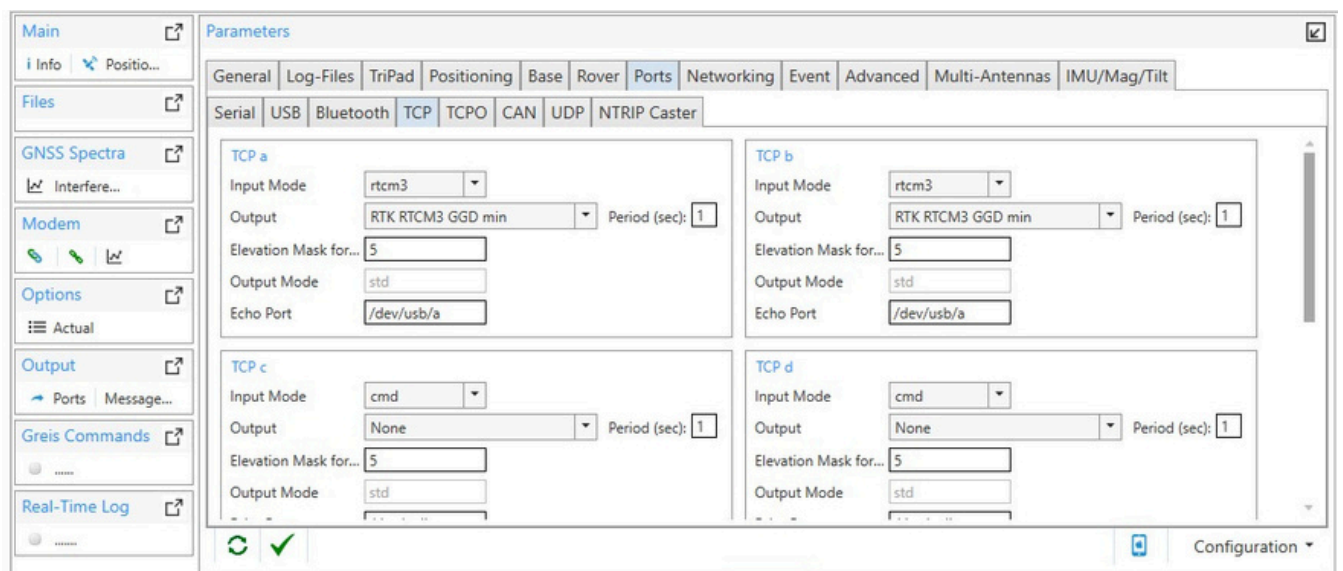 Main
i Info Positio...
Files
GNSS Spectra
Interfere...
Modem
Options
Actual
Output
Ports Message...
Greis Commands
......
Real-Time Log
.......
Parameters
General Log-Files TriPad Positioning Base Rover Ports Networking Event Advanced Multi-Antennas IMU/Mag/Tilt
Serial USB Bluetooth TCP TCPO CAN UDP NTRIP Caster
TCP a
Input Mode rtcm3
Output RTK RTCM3 GGD min Period (sec): 1
Elevation Mask for... 5
Output Mode std
Echo Port /dev/usb/a
TCP b
Input Mode rtcm3
Output RTK RTCM3 GGD min Period (sec): 1
Elevation Mask for... 5
Output Mode std
Echo Port /dev/usb/a
TCP c
Input Mode cmd
Output None Period (sec): 1
Elevation Mask for... 5
Output Mode std
TCP d
Input Mode cmd
Output None Period (sec): 1
Elevation Mask for... 5
Output Mode std
Configuration